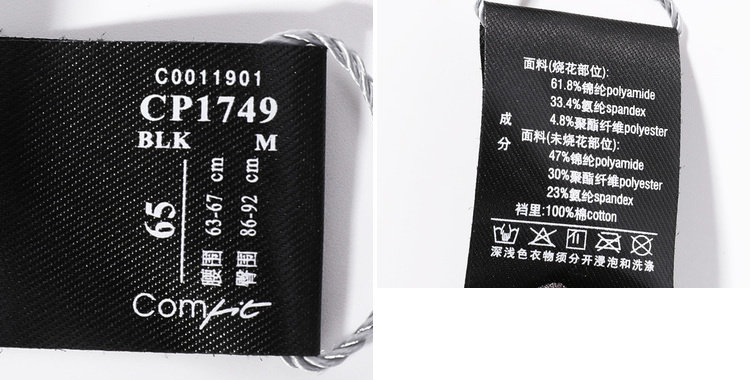 C0011901
CP1749
BLK M
65
腰围 63-67 cm
臀围 86-92 cm
Comfit
成分
面料(烧花部位):
61.8%锦纶polyamide
33.4%氨纶spandex
4.8%聚酯纤维polyester
面料(未烧花部位):
47%锦纶polyamide
30%聚酯纤维polyester
23%氨纶spandex
裆里:100%棉cotton
深浅色衣物须分开浸泡和洗涤